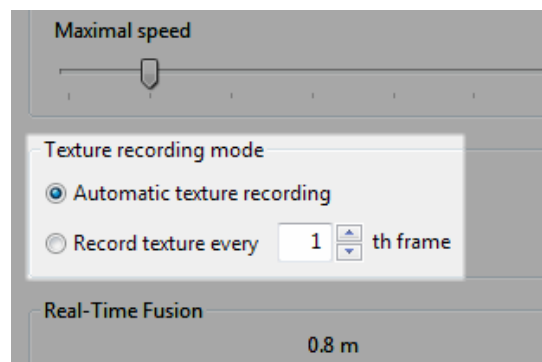 Maximal speed
Texture recording mode
Automatic texture recording
Record texture every 1 th frame
Real-Time Fusion
0.8 m